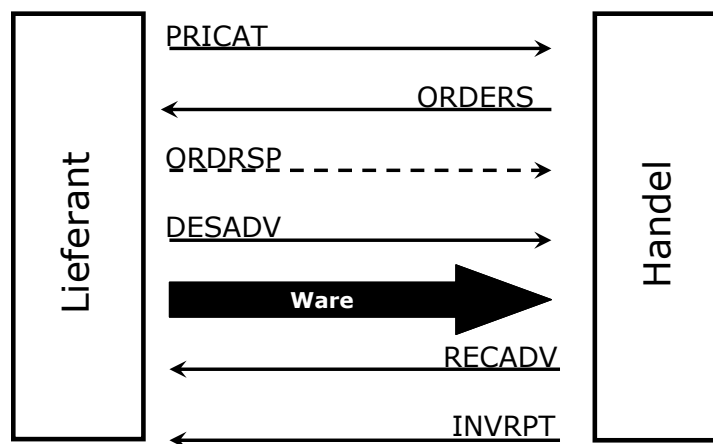 PRICAT
ORDERS
ORDRSP
DESADV
Lieferant
Handel
Ware
RECADV
INVRPT